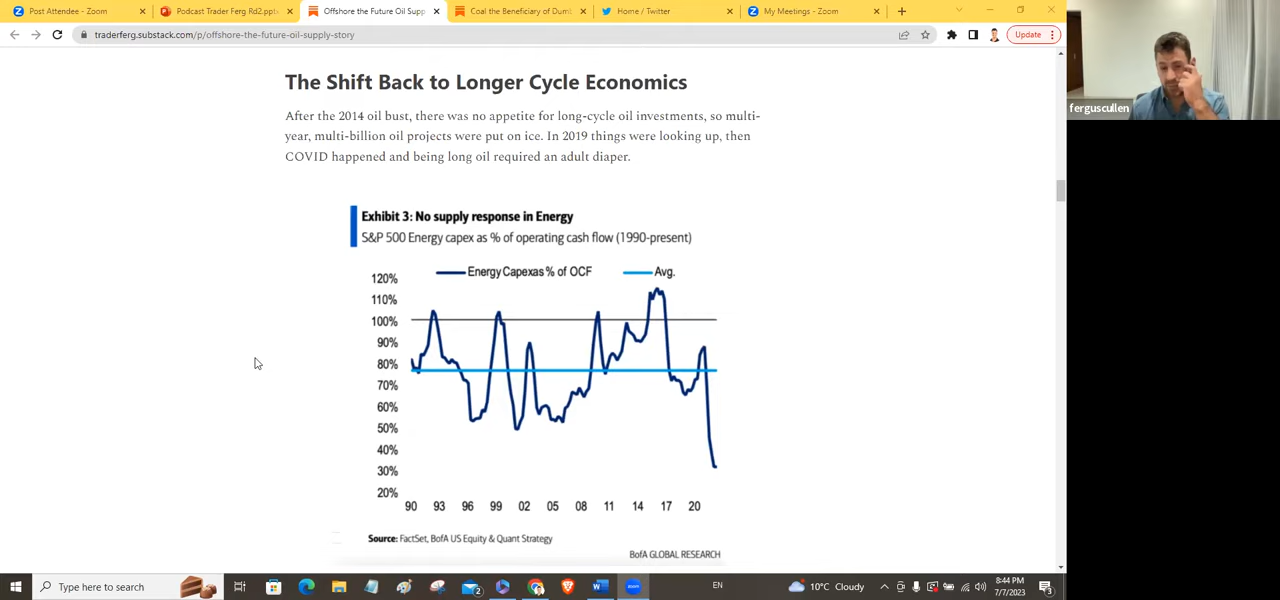 Post Attendee - Zoom
Podcast Trader Ferg Rd2.ppt
Offshore the Future Oil Supp
Coal the Beneficiary of Dumb
Home / Twitter
My Meetings - Zoom
traderferg.substack.com/p/offshore-the-future-oil-supply-story
Update
ferguscullen
The Shift Back to Longer Cycle Economics
After the 2014 oil bust, there was no appetite for long-cycle oil investments, so multi-
year, multi-billion oil projects were put on ice. In 2019 things were looking up, then
COVID happened and being long oil required an adult diaper.
Exhibit 3: No supply response in Energy
S&P 500 Energy capex as % of operating cash flow (1990-present)
Energy Capexas % of OCF
Avg.
120%
110%
100%
90%
80%
70%
60%
50%
40%
30%
20%
90 93 96 99 02 05 08 11 14 17 20
Source: FactSet, BofA US Equity & Quant Strategy
BofA GLOBAL RESEARCH
Type here to search
2
zoom
10°C Cloudy
EN
8:44 PM
7/7/2023
3